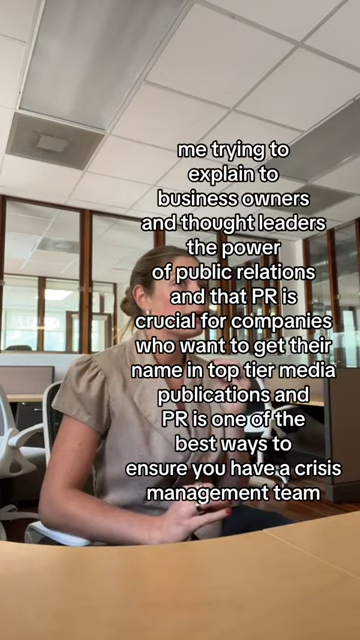 me trying to
explain to
business owners
and thought leaders
the power
of public relations
and that PR is
crucial for companies
who want to get their
name in top tier media
publications and
PR is one of the
best ways to
ensure you have a crisis
management team